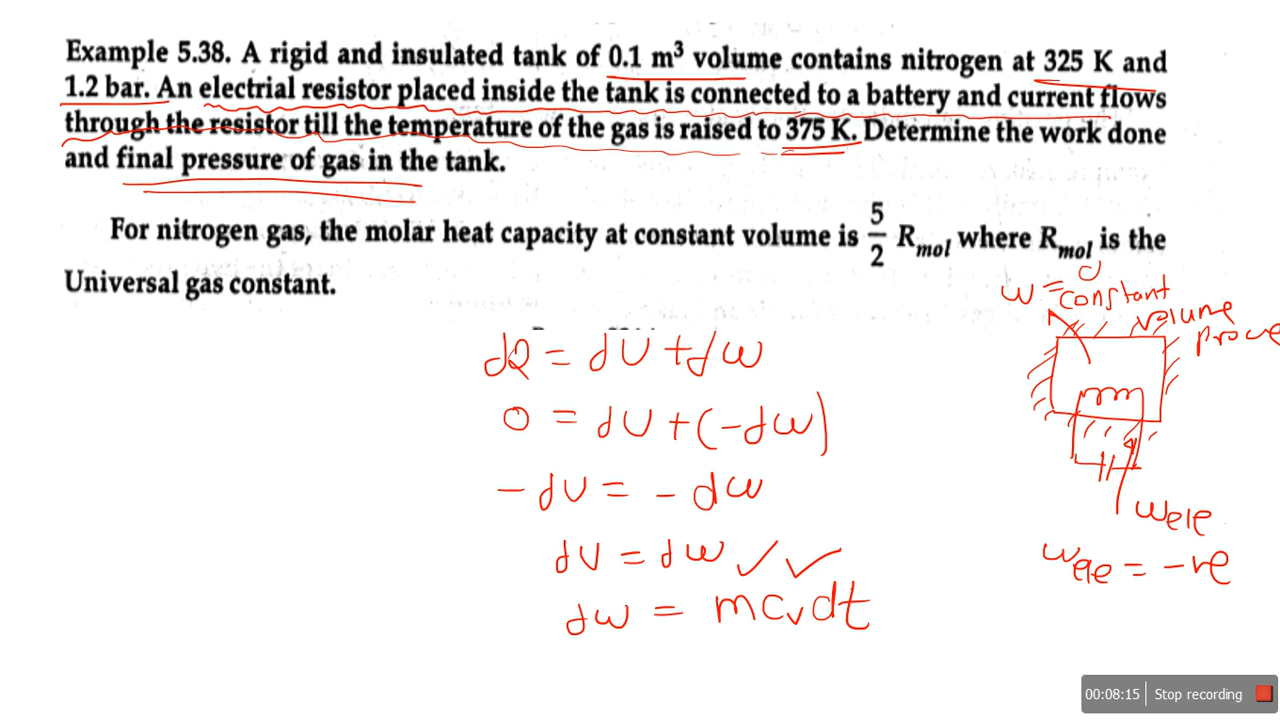 Example 5.38. A rigid and insulated tank of 0.1 m³ volume contains nitrogen at 325 K and
1.2 bar. An electrial resistor placed inside the tank is connected to a battery and current flows
through the resistor till the temperature of the gas is raised to 375 K. Determine the work done
and final pressure of gas in the tank.
For nitrogen gas, the molar heat capacity at constant volume is 5/2 Rmol where Rmol is the
Universal gas constant.
w = 0
constant
volume
proce
dQ = dU + dw
0 = dU + (-dw)
- dU = - dw
dU = dw ✓ ✓
dw = mcvdt
wele
wele = -ve
00:08:15 Stop recording